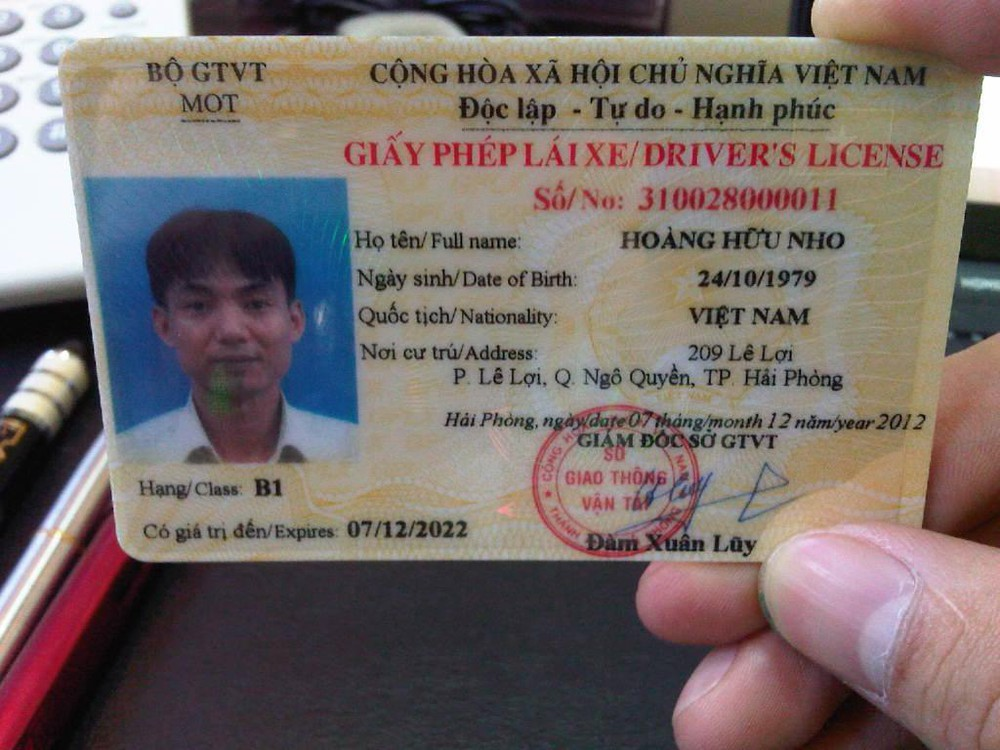 BỘ GTVT
MOT
CỘNG HÒA XÃ HỘI CHỦ NGHĨA VIỆT NAM
Độc lập - Tự do - Hạnh phúc
GIẤY PHÉP LÁI XE/DRIVER'S LICENSE
Số/No: 310028000011
Họ tên/Full name: HOÀNG HỮU NHO
Ngày sinh/Date of Birth: 24/10/1979
Quốc tịch/Nationality: VIỆT NAM
Nơi cư trú/Address: 209 Lê Lợi
P. Lê Lợi, Q. Ngô Quyền, TP. Hải Phòng
Hải Phòng, ngày/date 07 tháng/month 12 năm/year 2012
GIÁM ĐỐC SỞ GTVT
SỞ
GIAO THÔNG
VẬN TẢI
Đàm Xuân Lũy
Hạng/Class: B1
Có giá trị đến/Expires: 07/12/2022